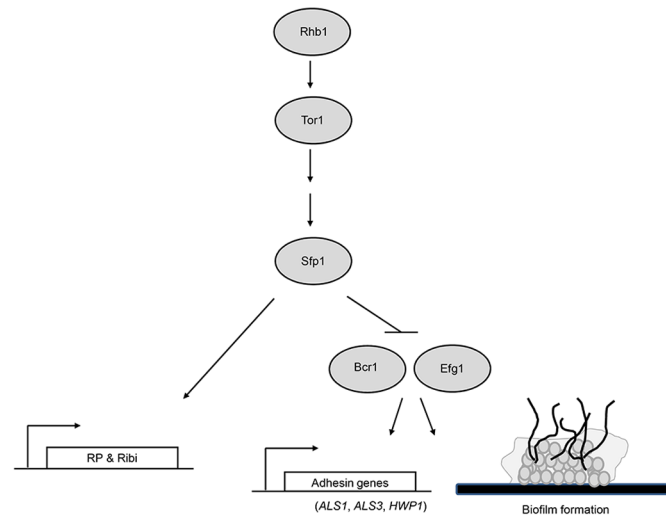 Rhb1
Tor1
Sfp1
Bcr1
Efg1
RP & Ribi
Adhesin genes
(ALS1, ALS3, HWP1)
Biofilm formation